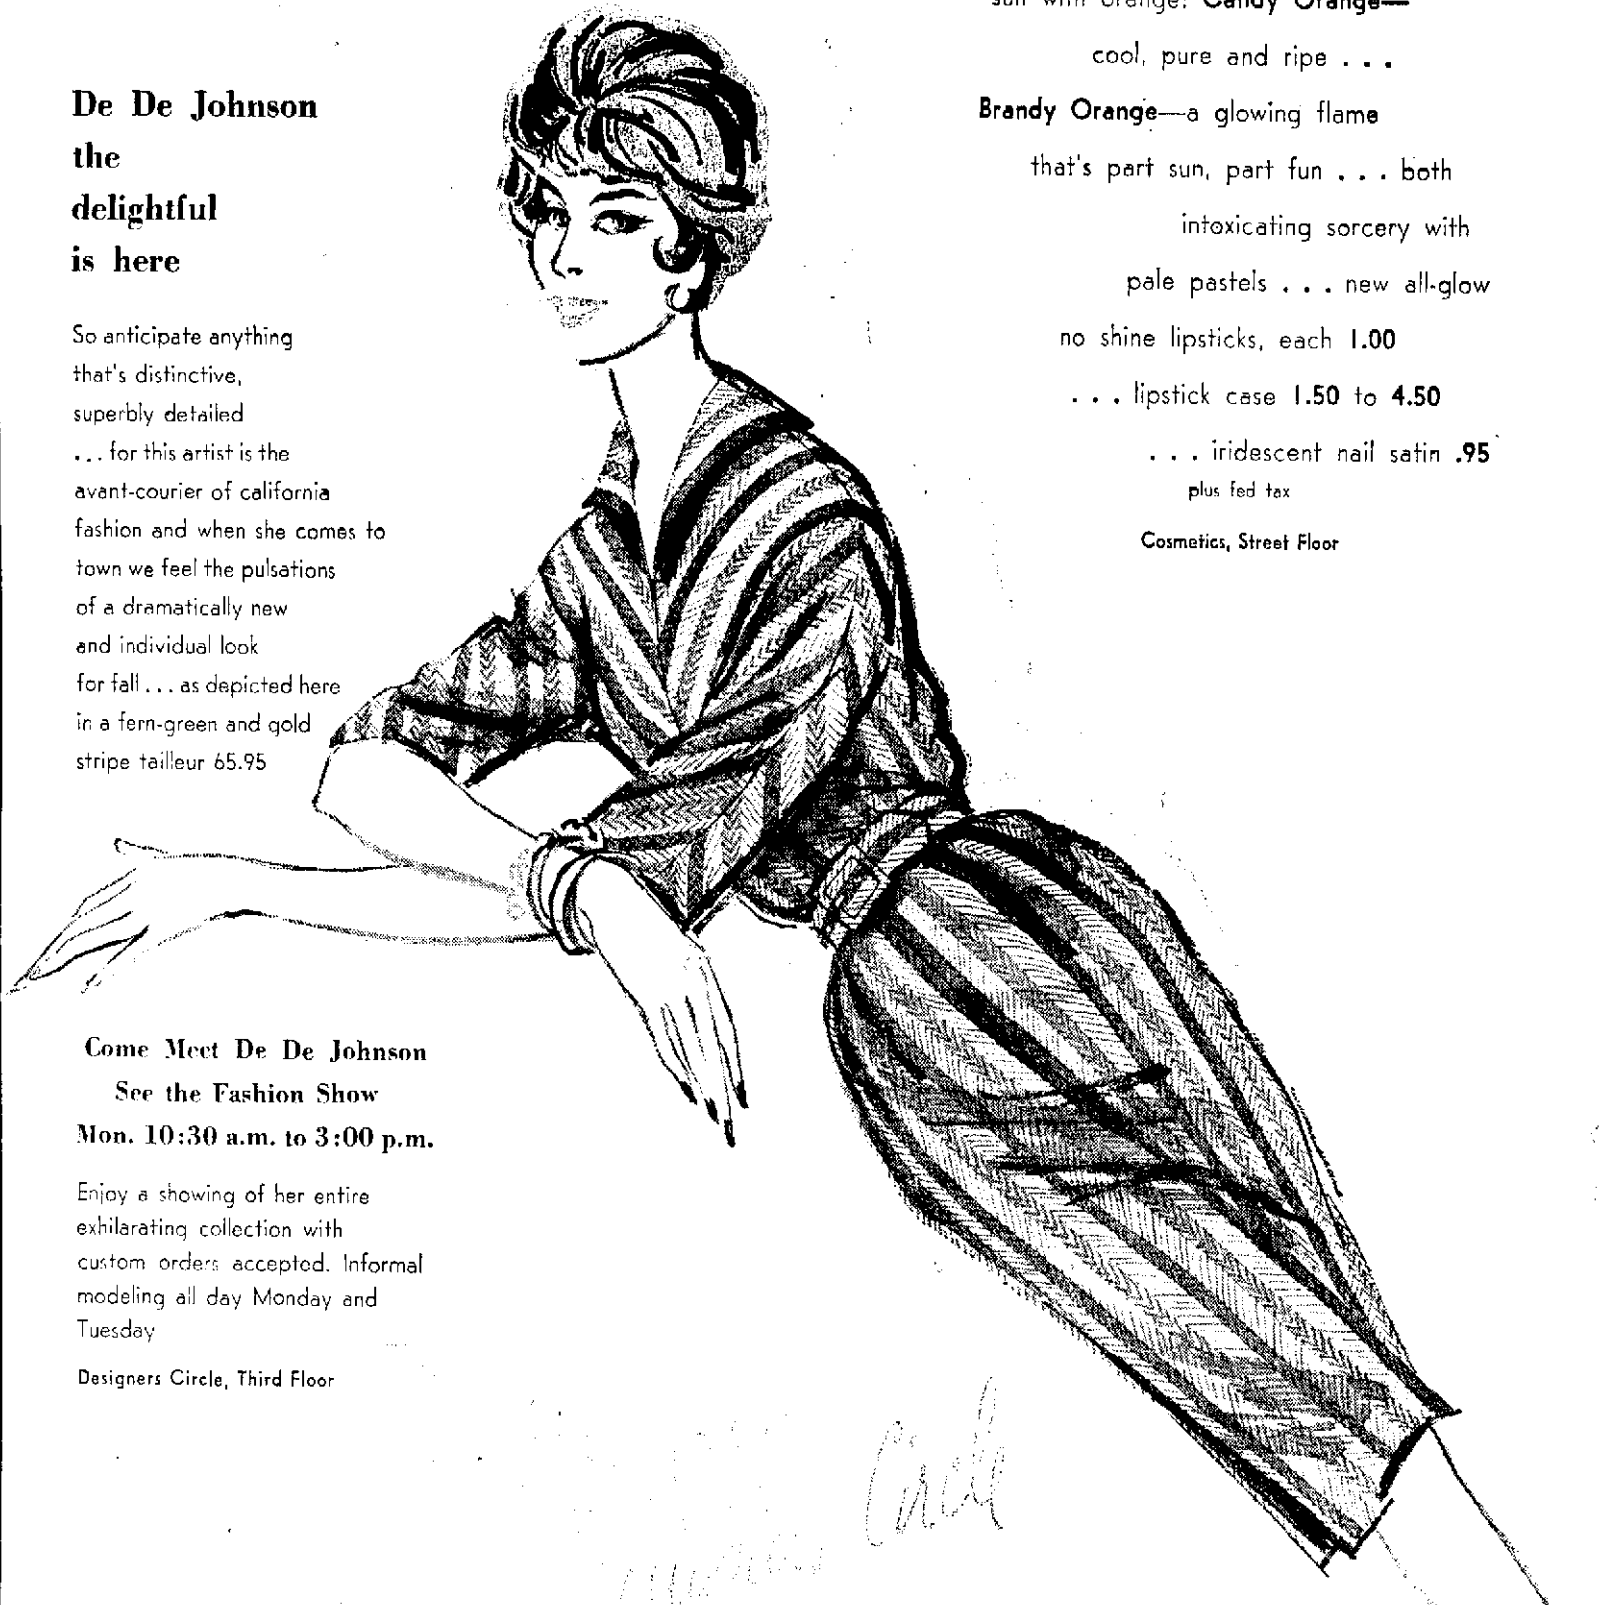 De De Johnson
the
delightful
is here
So anticipate anything
that's distinctive,
superbly detailed
... for this artist is the
avant-courier of california
fashion and when she comes to
town we feel the pulsations
of a dramatically new
and individual look
for fall ... as depicted here
in a fern-green and gold
stripe tailleur 65.95
Come Meet De De Johnson
See the Fashion Show
Mon. 10:30 a.m. to 3:00 p.m.
Enjoy a showing of her entire
exhilarating collection with
custom orders accepted. Informal
modeling all day Monday and
Tuesday
Designers Circle, Third Floor
with orange: Candy Orange—
cool, pure and ripe . . .
Brandy Orange—a glowing flame
that's part sun, part fun . . . both
intoxicating sorcery with
pale pastels . . . new all-glow
no shine lipsticks, each 1.00
. . . lipstick case 1.50 to 4.50
. . . iridescent nail satin .95
plus fed tax
Cosmetics, Street Floor
Circle